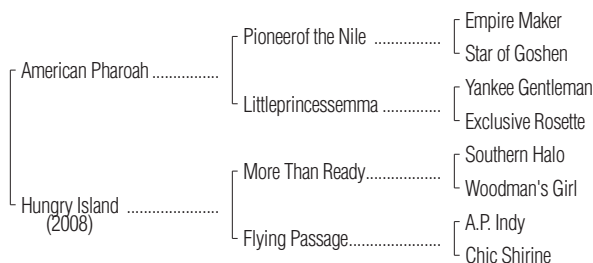 Empire Maker
Pioneerof the Nile ................
Star of Goshen
American Pharoah ................
Yankee Gentleman
Littleprincessemma ..............
Exclusive Rosette
Southern Halo
More Than Ready..................
Woodman's Girl
Hungry Island ......................
(2008)
A.P. Indy
Flying Passage......................
Chic Shirine